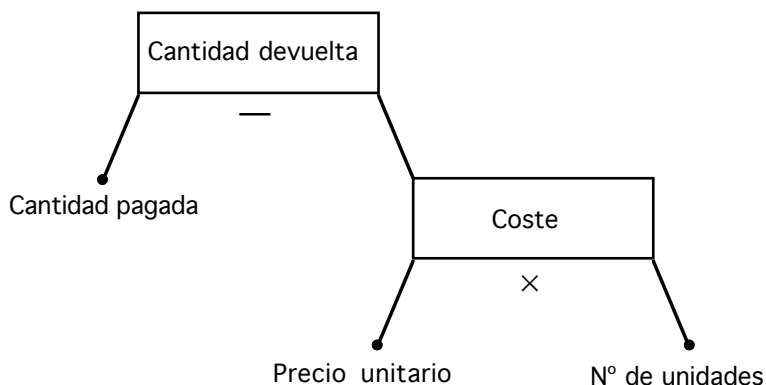 Cantidad devuelta
—
Cantidad pagada
Coste
×
Precio unitario
Nº de unidades